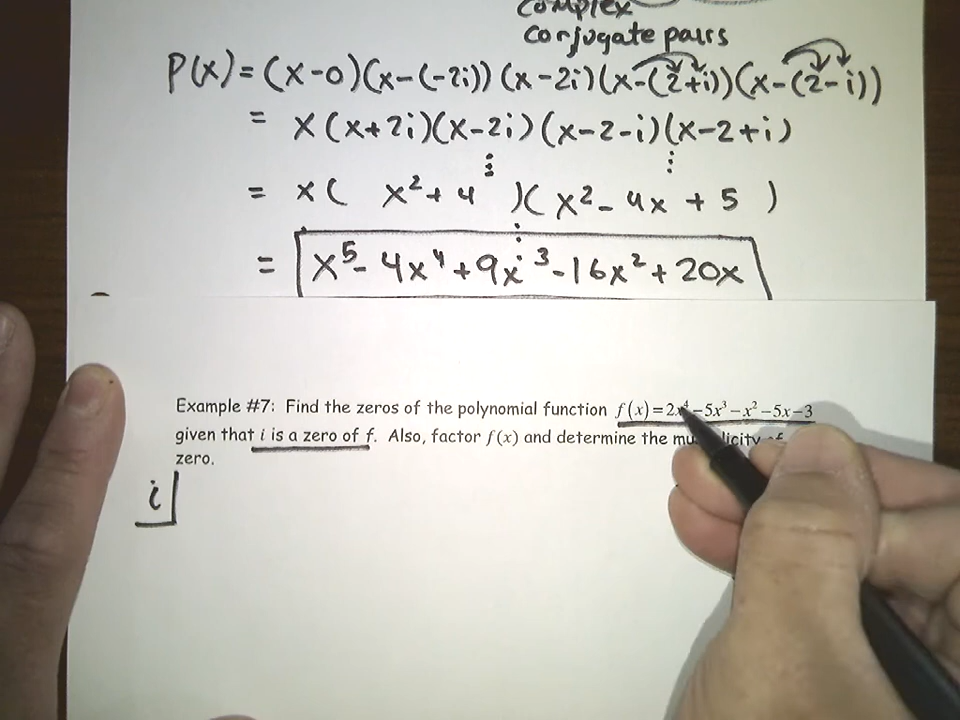 complex
conjugate pairs
P(x) = (x-0)(x-(-2i))(x-2i)(x-(2+i))(x-(2-i))
= x(x+2i)(x-2i)(x-2-i)(x-2+i)
= x( x²+4 )( x²-4x+5 )
= x⁵-4x⁴+9x³-16x²+20x
Example #7: Find the zeros of the polynomial function f(x)=2x⁴-5x³-x²-5x-3
given that i is a zero of f. Also, factor f(x) and determine the
zero.
i